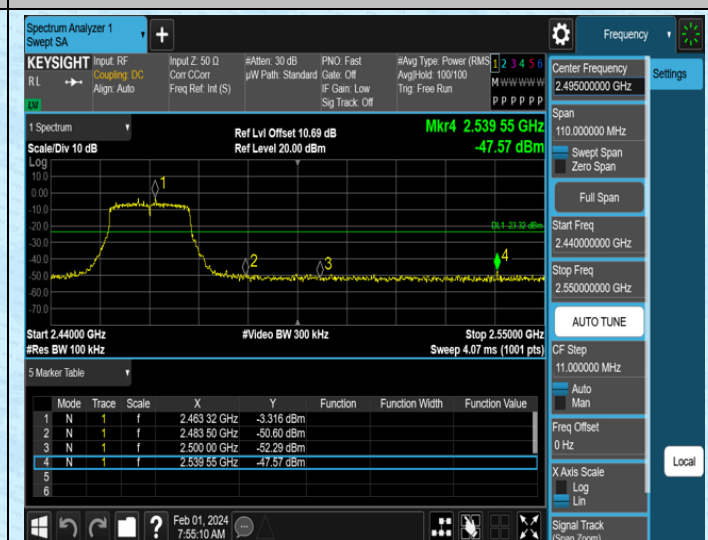 Spectrum Analyzer 1
Swept SA
+
Frequency
KEYSIGHT
RL
LXI
Input: RF
Coupling: DC
Align: Auto
Input Z: 50 Ω
Corr CCorr
Freq Ref: Int (S)
#Atten: 30 dB
µW Path: Standard
PNO: Fast
Gate: Off
IF Gain: Low
Sig Track: Off
#Avg Type: Power (RMS
Avg|Hold: 100/100
Trig: Free Run
1 2 3 4 5 6
M W W W W W
P P P P P P
1 Spectrum
Scale/Div 10 dB
Ref Lvl Offset 10.69 dB
Ref Level 20.00 dBm
Mkr4 2.539 55 GHz
-47.57 dBm
Log
10.0
0.00
-10.0
-20.0
-30.0
-40.0
-50.0
-60.0
-70.0
1
2
3
4
DL1 -23.32 dBm
Start 2.44000 GHz
#Res BW 100 kHz
#Video BW 300 kHz
Stop 2.55000 GHz
Sweep 4.07 ms (1001 pts)
5 Marker Table
Mode Trace Scale X Y Function Function Width Function Value
1 N 1 f 2.463 32 GHz -3.316 dBm
2 N 1 f 2.483 50 GHz -50.60 dBm
3 N 1 f 2.500 00 GHz -52.29 dBm
4 N 1 f 2.539 55 GHz -47.57 dBm
5
6
Center Frequency
2.495000000 GHz
Span
110.000000 MHz
Swept Span
Zero Span
Full Span
Start Freq
2.440000000 GHz
Stop Freq
2.550000000 GHz
AUTO TUNE
CF Step
11.000000 MHz
Auto
Man
Freq Offset
0 Hz
X Axis Scale
Log
Lin
Signal Track
(Span Zoom)
Settings
Local
?
Feb 01, 2024
7:55:10 AM